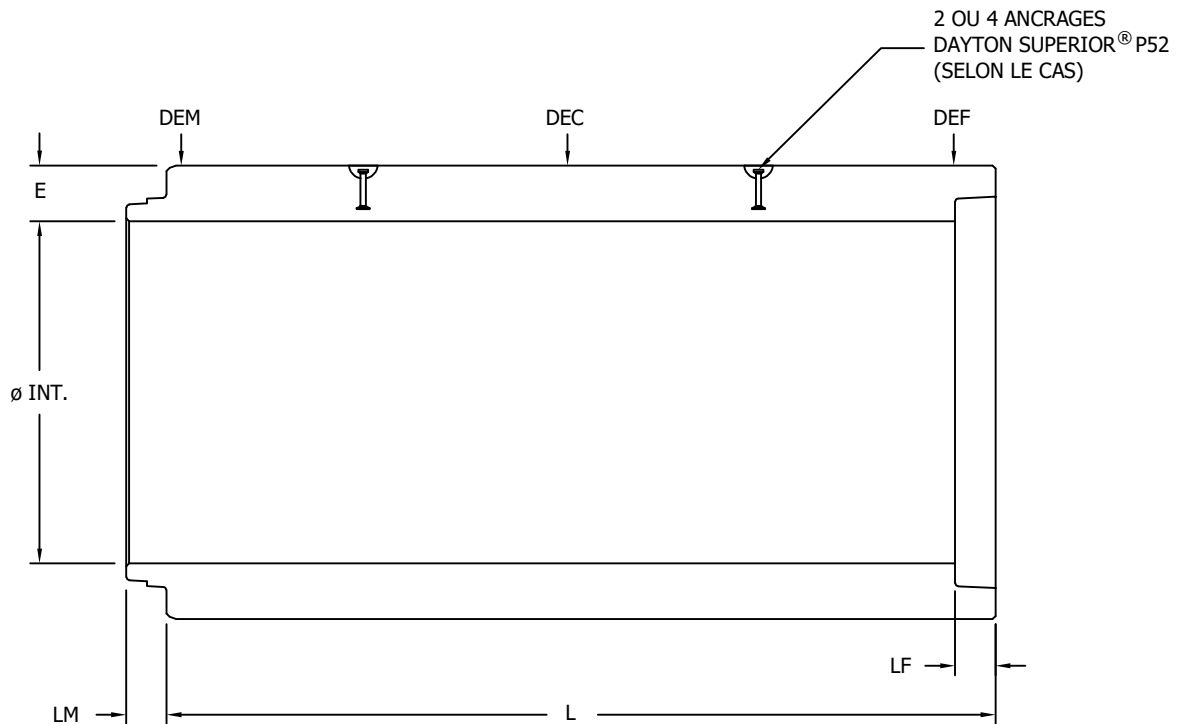 2 OU 4 ANCRAGES
DAYTON SUPERIOR® P52
(SELON LE CAS)
DEM
DEC
DEF
E
ø INT.
LF
LM
L